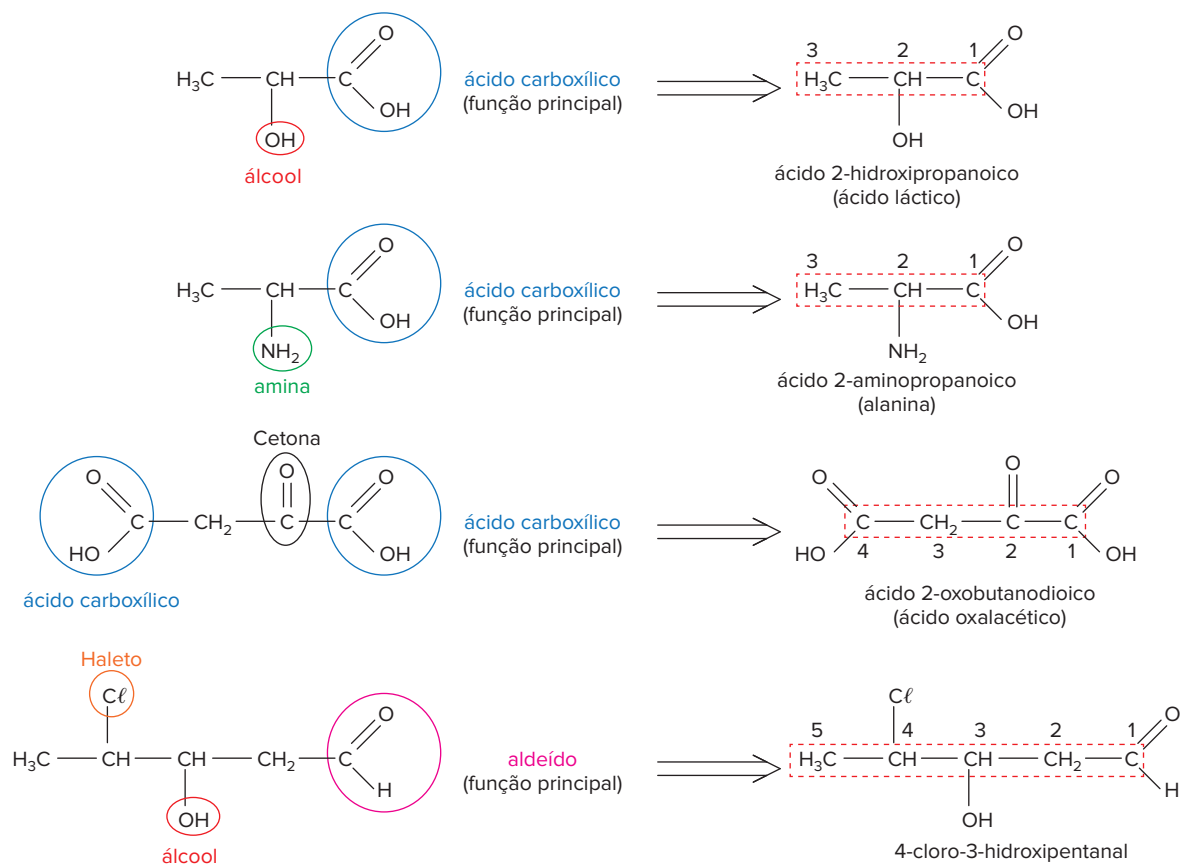 O
H₃C CH C ácido carboxílico
(função principal)
OH
OH
álcool
O
3 2 1
H₃C CH C
OH
OH
ácido 2-hidroxipropanoico
(ácido láctico)
O
H₃C CH C ácido carboxílico
(função principal)
OH
NH₂
amina
O
3 2 1
H₃C CH C
OH
NH₂
ácido 2-aminopropanoico
(alanina)
Cetona
O O O
C CH₂ C C ácido carboxílico
(função principal)
HO OH
ácido carboxílico
O O O
C CH₂ C C
HO 4 3 2 1 OH
ácido 2-oxobutanodioico
(ácido oxalacético)
Haleto
Cℓ O
H₃C CH CH CH₂ C aldeído
(função principal)
H
OH
álcool
Cℓ O
5 4 3 2 1
H₃C CH CH CH₂ C
H
OH
4-cloro-3-hidroxipentanal